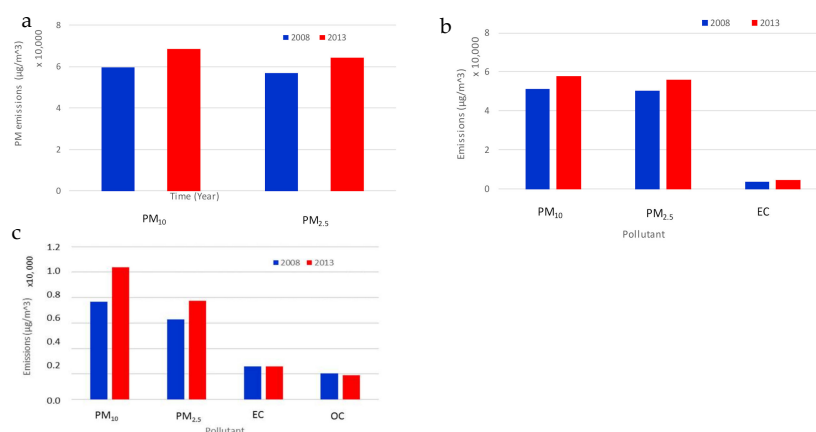 a
2008 2013
PM emissions (µg/m^3)
x 10,000
8
6
4
2
0
Time (Year)
PM₁₀ PM₂.₅
b
2008 2013
Emissions (µg/m^3)
x 10,000
8
6
4
2
0
PM₁₀ PM₂.₅ EC
Pollutant
c
2008 2013
Emissions (µg/m^3)
x10,000
1.2
1.0
0.8
0.6
0.4
0.2
0.0
PM₁₀ PM₂.₅ EC OC
Pollutant